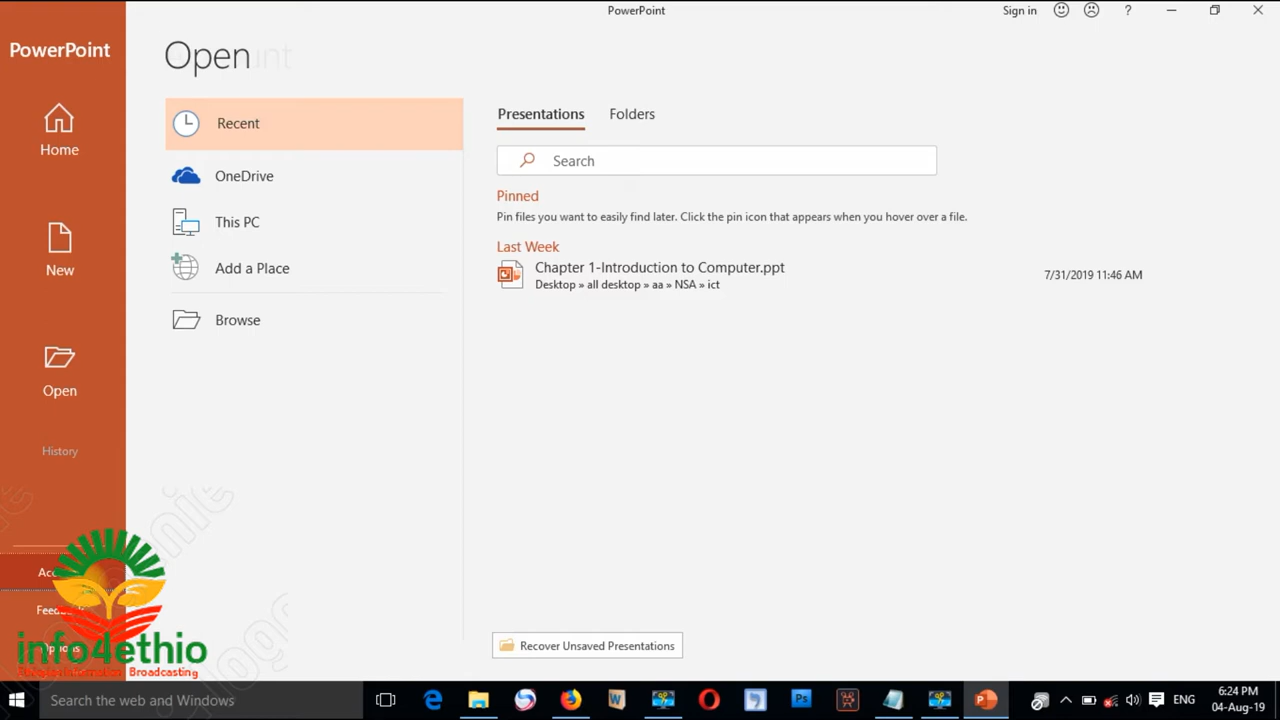 PowerPoint
Sign in
?
PowerPoint
Open
Home
New
Open
History
Recent
OneDrive
This PC
Add a Place
Browse
Presentations
Folders
Search
Pinned
Pin files you want to easily find later. Click the pin icon that appears when you hover over a file.
Last Week
Chapter 1-Introduction to Computer.ppt
Desktop » all desktop » aa » NSA » ict
7/31/2019 11:46 AM
Recover Unsaved Presentations
info4ethio
Broadcasting
Search the web and Windows
ENG
6:24 PM
04-Aug-19